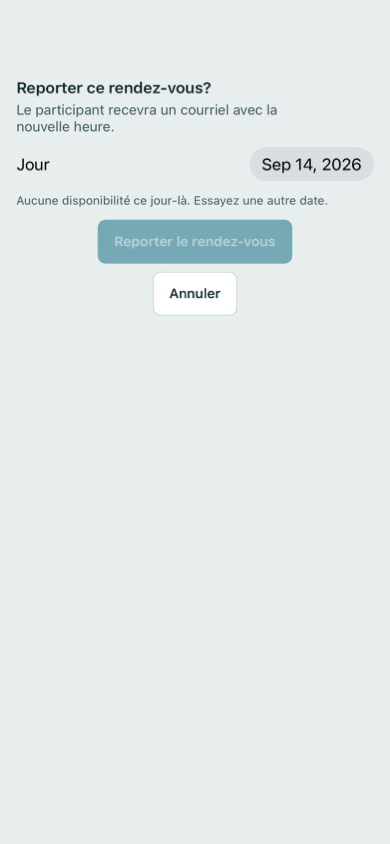 Reporter ce rendez-vous?
Le participant recevra un courriel avec la
nouvelle heure.
Jour
Sep 14, 2026
Aucune disponibilité ce jour-là. Essayez une autre date.
Reporter le rendez-vous
Annuler